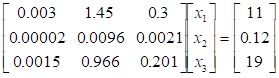 0.003 1.45 0.3 x₁ 11
0.00002 0.0096 0.0021 x₂ = 0.12
0.0015 0.966 0.201 x₃ 19